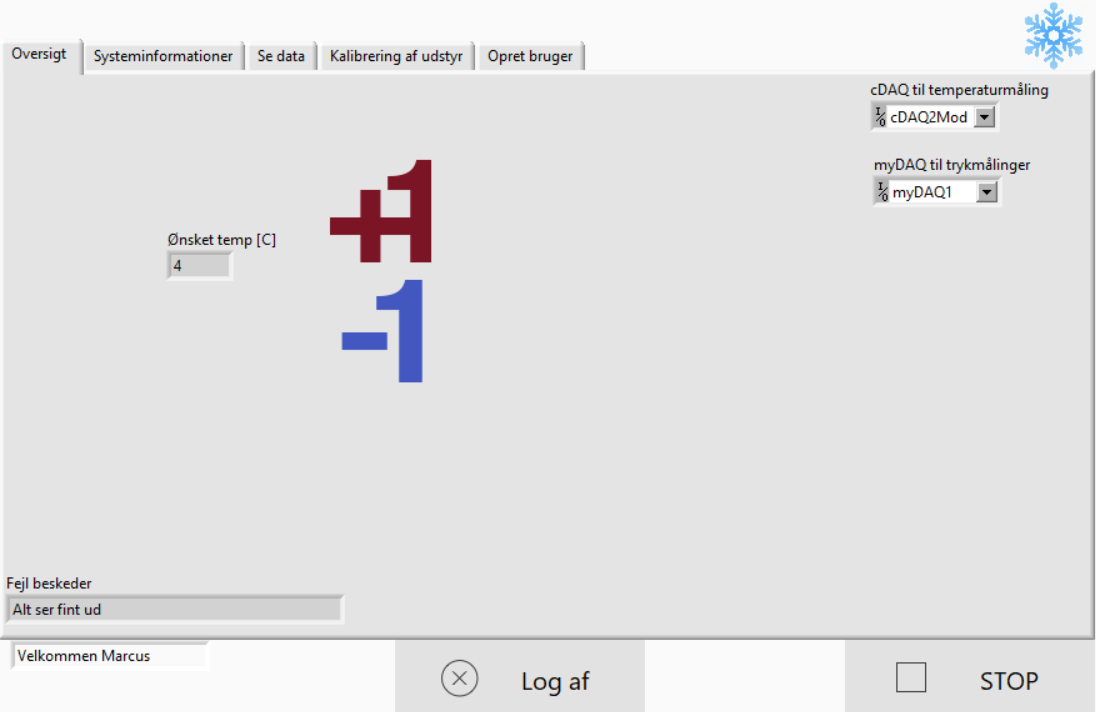 Oversigt
Systeminformationer
Se data
Kalibrering af udstyr
Opret bruger
cDAQ til temperaturmåling
cDAQ2Mod
myDAQ til trykmålinger
myDAQ1
+1
Ønsket temp [C]
4
-1
Fejl beskeder
Alt ser fint ud
Velkommen Marcus
Log af
STOP